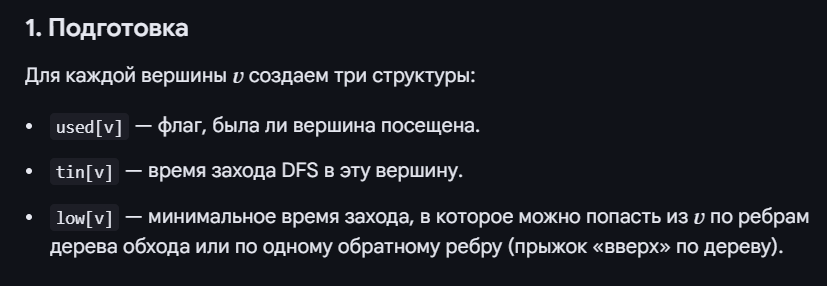 1. Подготовка
Для каждой вершины v создаем три структуры:
• used[v] — флаг, была ли вершина посещена.
• tin[v] — время захода DFS в эту вершину.
• low[v] — минимальное время захода, в которое можно попасть из v по ребрам
дерева обхода или по одному обратному ребру (прыжок «вверх» по дереву).